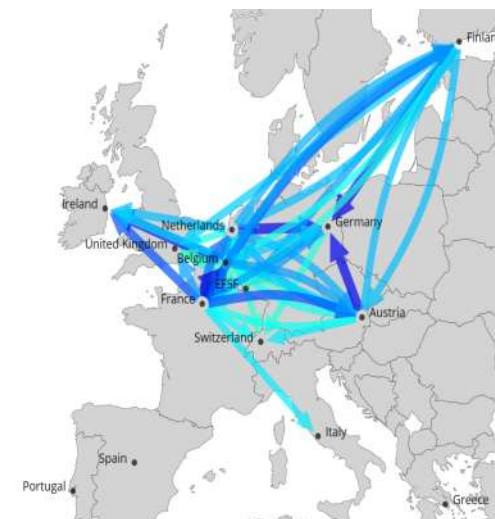 Finlan
Ireland
Netherlands
Germany
United Kingdom
Belgium
EFSF
France
Austria
Switzerland
Italy
Spain
Portugal
Greece